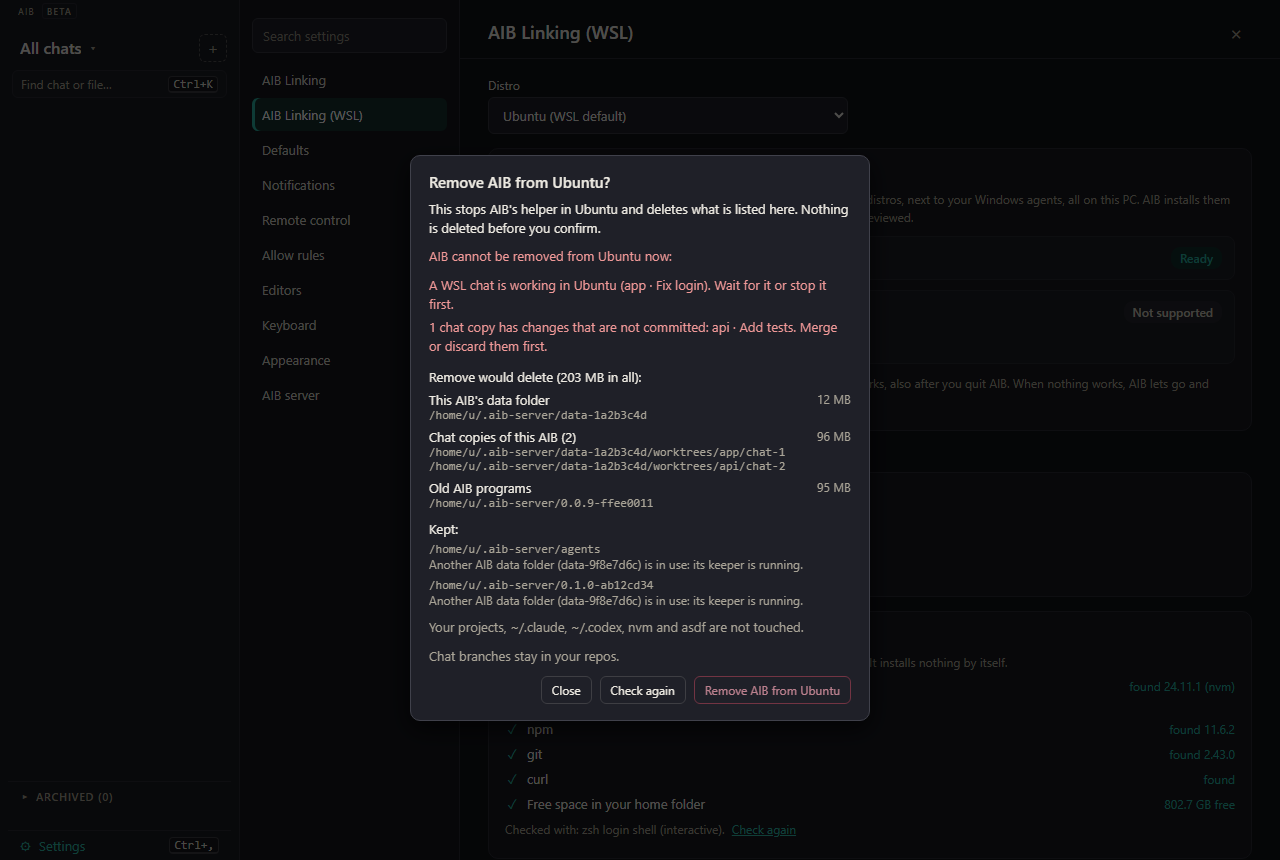 AIB BETA
All chats
+
Find chat or file... Ctrl+K
ARCHIVED (0)
Settings Ctrl+,
Search settings
AIB Linking
AIB Linking (WSL)
Defaults
Notifications
Remote control
Allow rules
Editors
Keyboard
Appearance
AIB server
AIB Linking (WSL)
Distro
Ubuntu (WSL default)
distros, next to your Windows agents, all on this PC. AIB installs them
Ready
Not supported
also after you quit AIB. When nothing works, AIB lets go and
It installs nothing by itself.
found 24.11.1 (nvm)
npm found 11.6.2
git found 2.43.0
curl found
Free space in your home folder 802.7 GB free
Checked with: zsh login shell (interactive). Check again
Remove AIB from Ubuntu?
This stops AIB's helper in Ubuntu and deletes what is listed here. Nothing
is deleted before you confirm.
AIB cannot be removed from Ubuntu now:
A WSL chat is working in Ubuntu (app · Fix login). Wait for it or stop it
first.
1 chat copy has changes that are not committed: api · Add tests. Merge
or discard them first.
Remove would delete (203 MB in all):
This AIB's data folder 12 MB
/home/u/.aib-server/data-1a2b3c4d
Chat copies of this AIB (2) 96 MB
/home/u/.aib-server/data-1a2b3c4d/worktrees/app/chat-1
/home/u/.aib-server/data-1a2b3c4d/worktrees/api/chat-2
Old AIB programs 95 MB
/home/u/.aib-server/0.0.9-ffee0011
Kept:
/home/u/.aib-server/agents
Another AIB data folder (data-9f8e7d6c) is in use: its keeper is running.
/home/u/.aib-server/0.1.0-ab12cd34
Another AIB data folder (data-9f8e7d6c) is in use: its keeper is running.
Your projects, ~/.claude, ~/.codex, nvm and asdf are not touched.
Chat branches stay in your repos.
Close Check again Remove AIB from Ubuntu